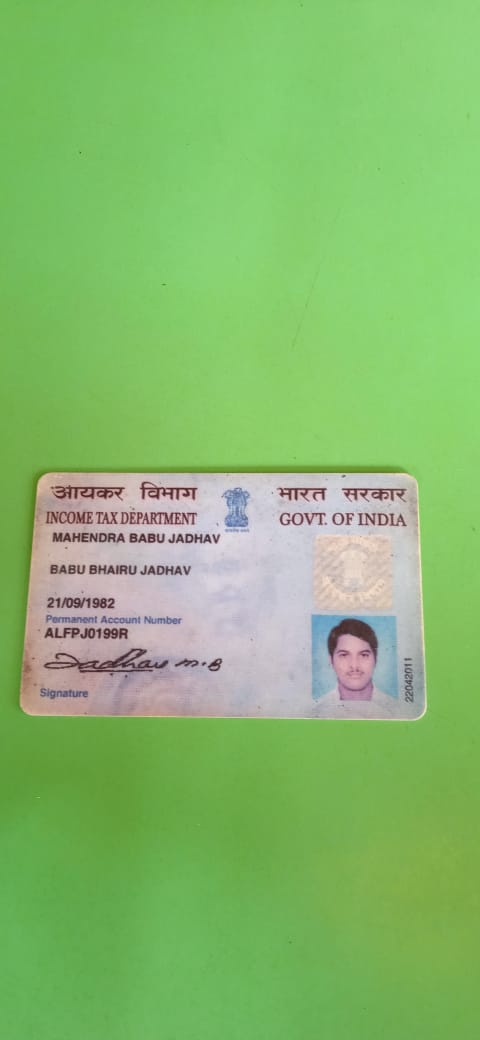 आयकर विभाग
भारत सरकार
INCOME TAX DEPARTMENT
GOVT. OF INDIA
MAHENDRA BABU JADHAV
BABU BHAIRU JADHAV
21/09/1982
Permanent Account Number
ALFPJ0199R
Jadhav M.B
Signature
22042011